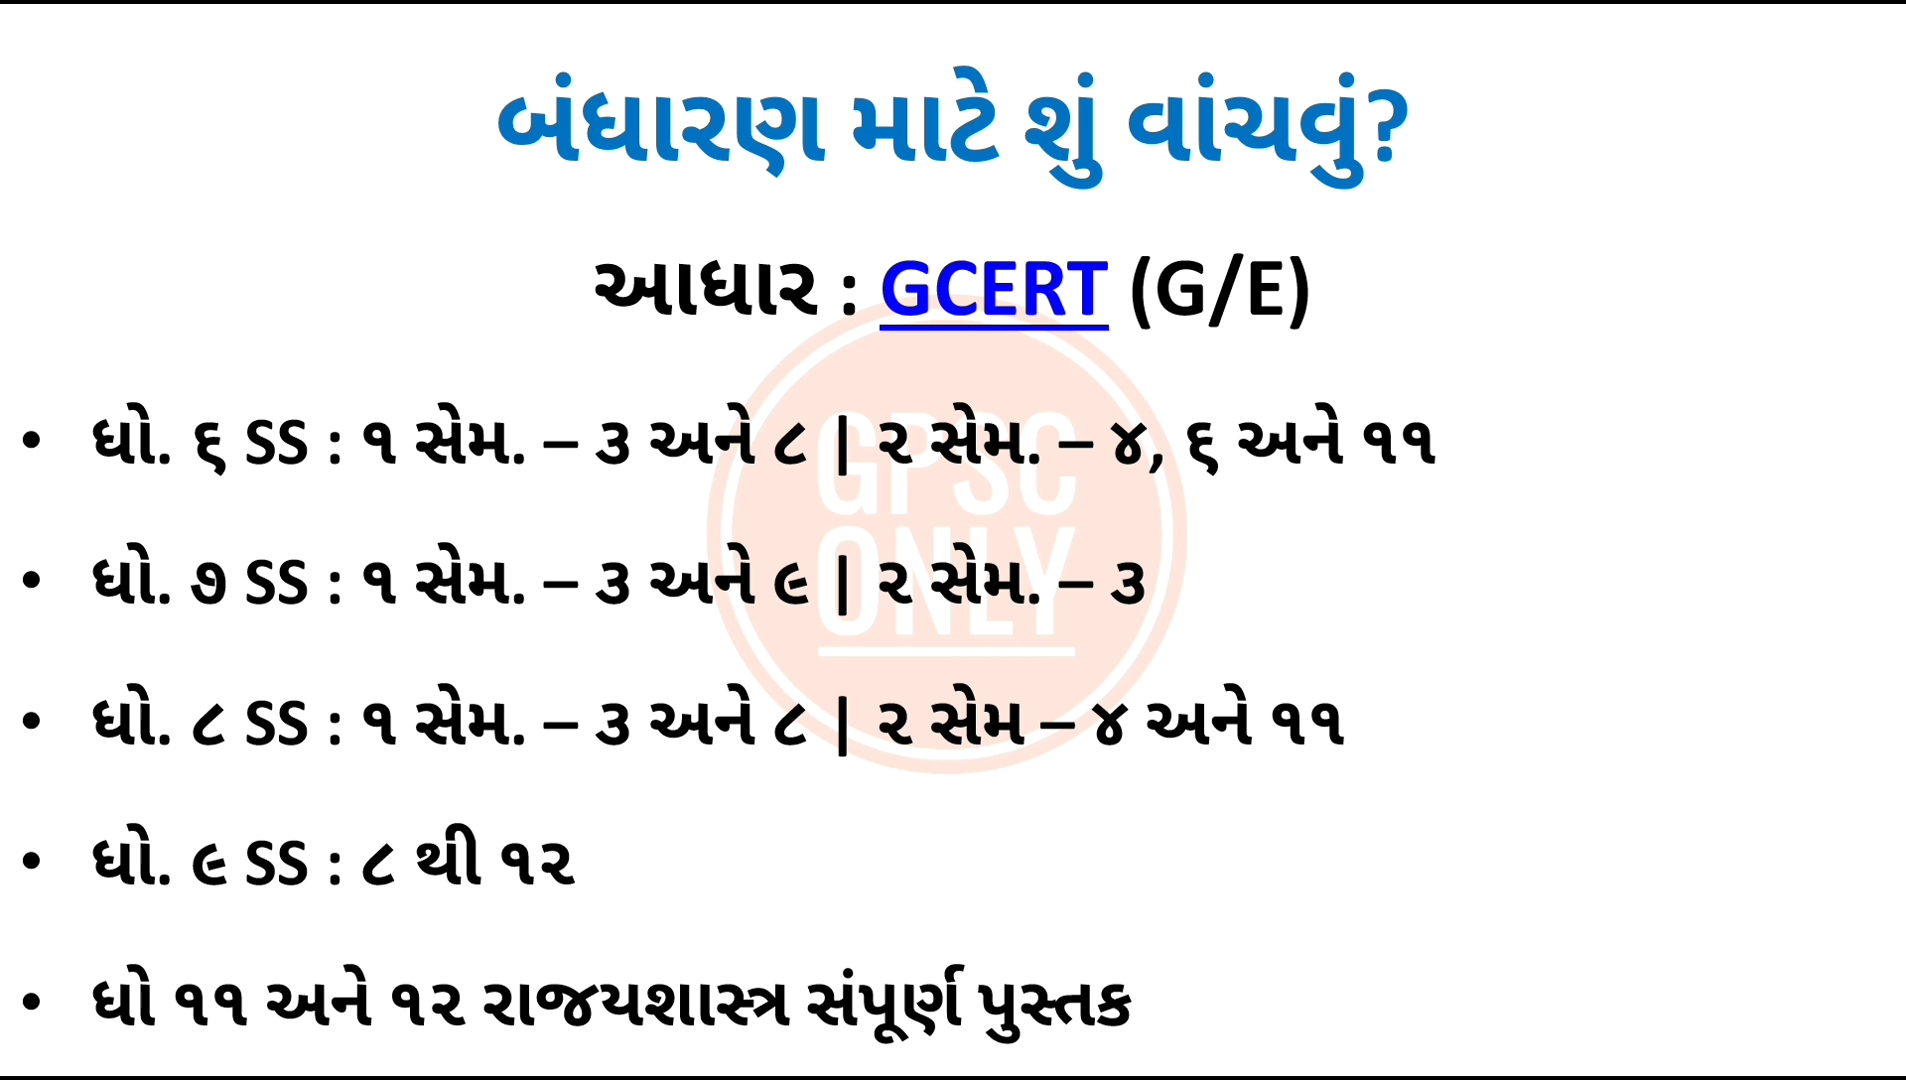 બંધારણ માટે શું વાંચવું?
આધાર : GCERT (G/E)
• ધો. ૬ SS : ૧ સેમ. – ૩ અને ૮ | ૨ સેમ. – ૪, ૬ અને ૧૧
• ધો. ૭ SS : ૧ સેમ. – ૩ અને ૯ | ૨ સેમ. – ૩
• ધો. ૮ SS : ૧ સેમ. – ૩ અને ૮ | ૨ સેમ – ૪ અને ૧૧
• ધો. ૯ SS : ૮ થી ૧૨
• ધો ૧૧ અને ૧૨ રાજયશાસ્ત્ર સંપૂર્ણ પુસ્તક
GPSC
ONLY